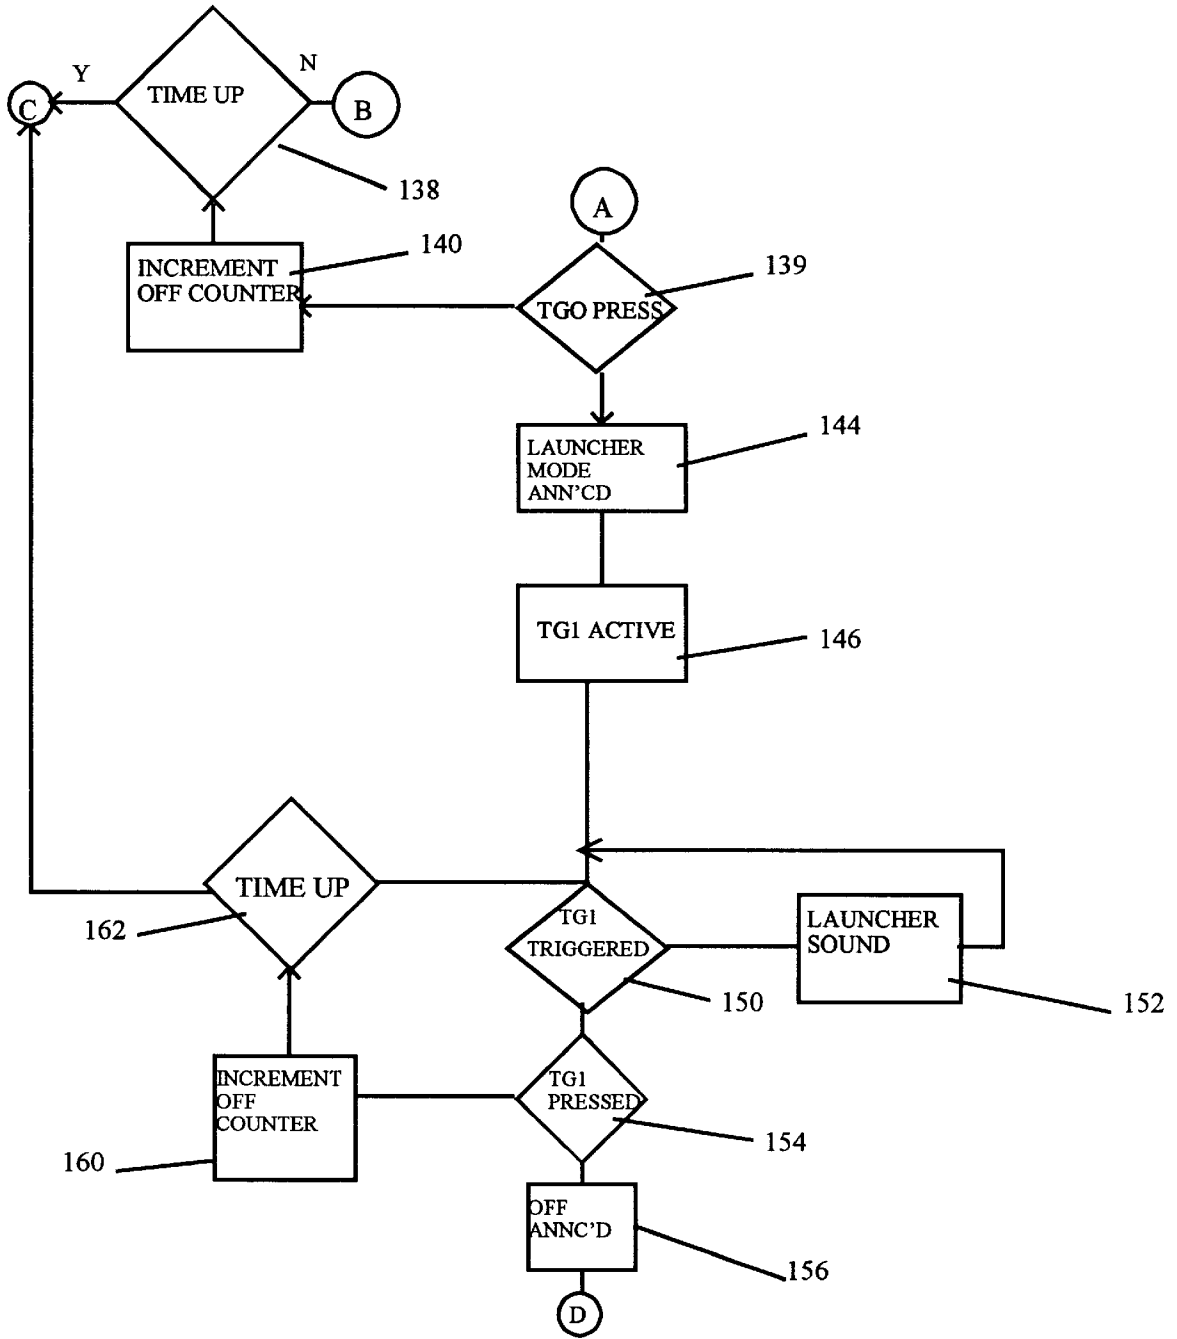 Y
N
C
TIME UP
B
138
A
140
INCREMENT
OFF COUNTER
139
TGO PRESS
144
LAUNCHER
MODE
ANN'CD
TG1 ACTIVE
146
TIME UP
162
TG1
TRIGGERED
150
LAUNCHER
SOUND
152
INCREMENT
OFF
COUNTER
160
TG1
PRESSED
154
OFF
ANNC'D
156
D